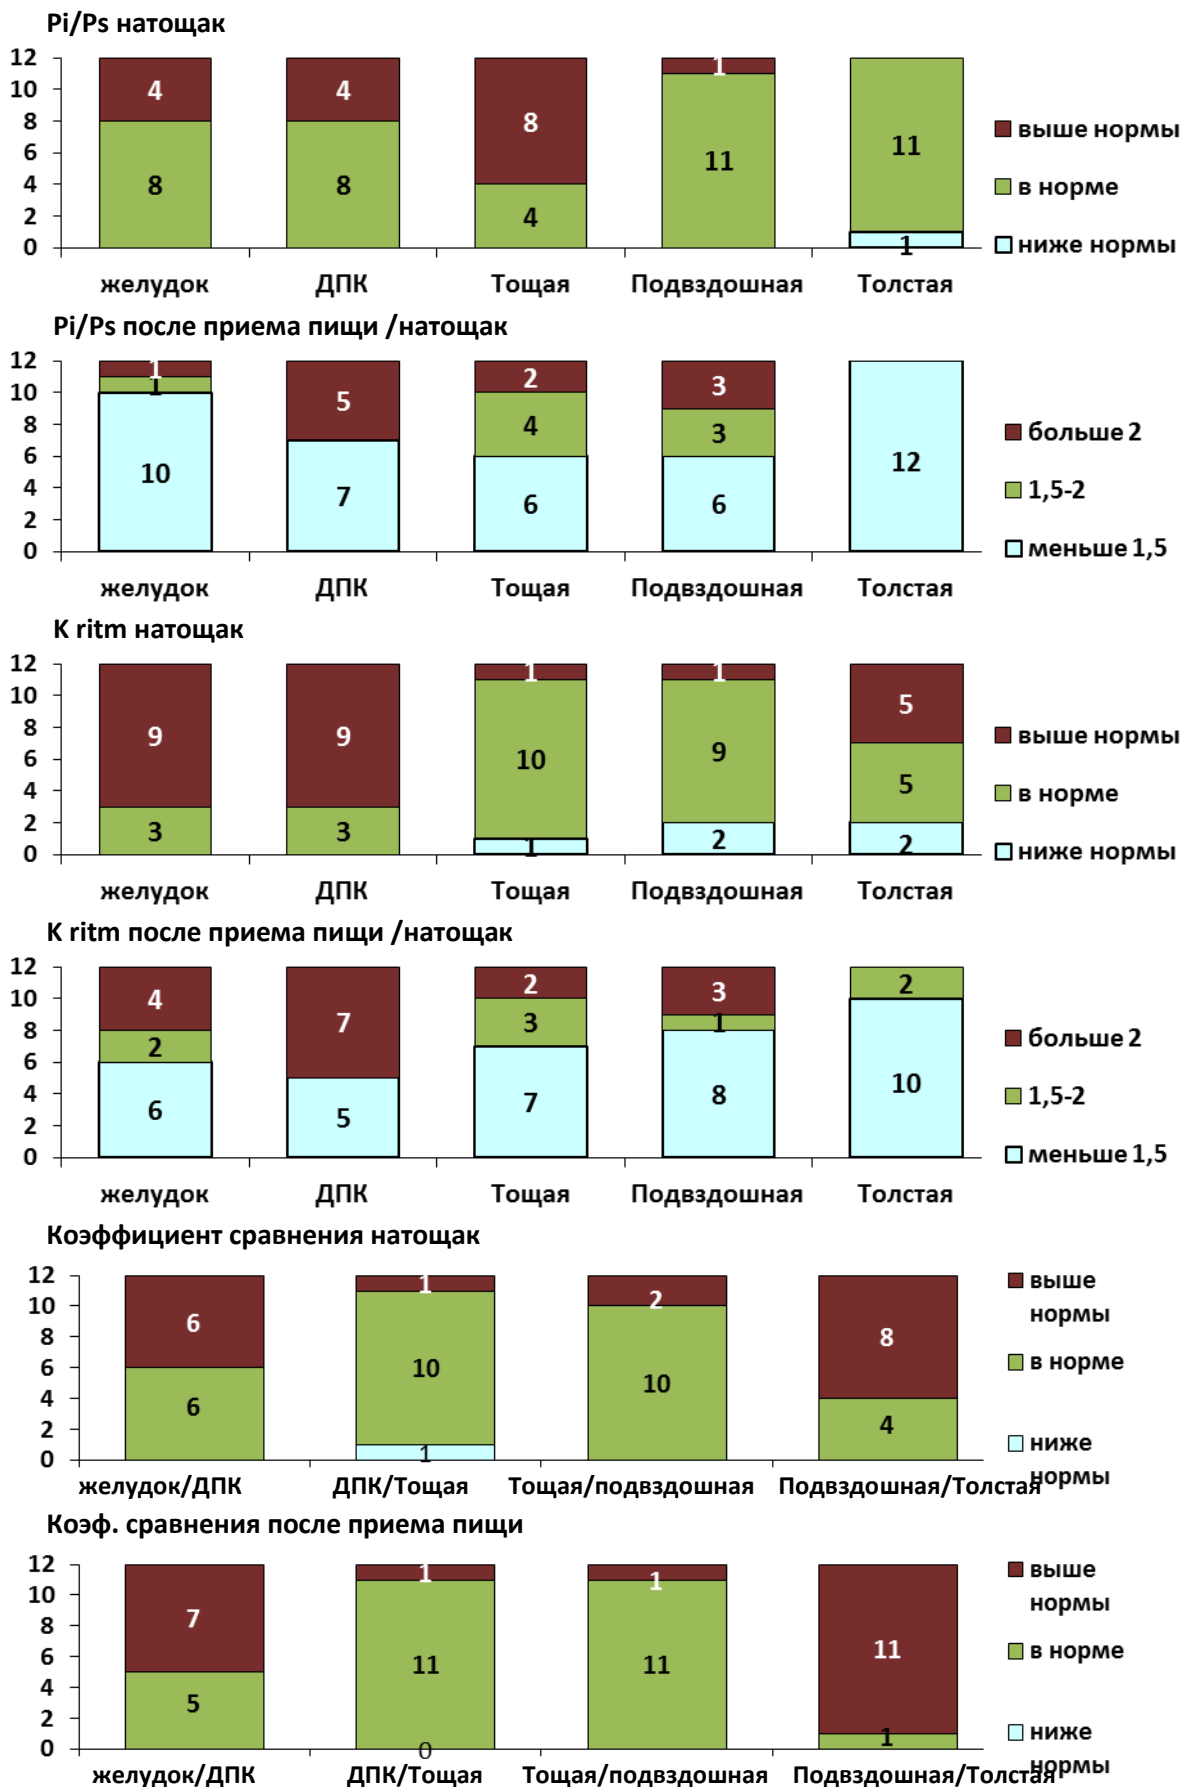 Pi/Ps натощак
12
10
8
6
4
2
0
4 4 8 1
8 8 4 11 11
1
выше нормы
в норме
ниже нормы
желудок ДПК Тощая Подвздошная Толстая
Pi/Ps после приема пищи /натощак
12
10
8
6
4
2
0
1 5 2 3
1 4 3
10 7 6 6 12
больше 2
1,5-2
меньше 1,5
желудок ДПК Тощая Подвздошная Толстая
K ritm натощак
12
10
8
6
4
2
0
9 9 1 1 5
3 3 10 9 5
1 2 2
выше нормы
в норме
ниже нормы
желудок ДПК Тощая Подвздошная Толстая
K ritm после приема пищи /натощак
12
10
8
6
4
2
0
4 7 2 3 2
2 3 1
6 5 7 8 10
больше 2
1,5-2
меньше 1,5
желудок ДПК Тощая Подвздошная Толстая
Коэффициент сравнения натощак
12
10
8
6
4
2
0
6 1 2 8
6 10 10 4
1
выше
нормы
в норме
ниже
нормы
желудок/ДПК ДПК/Тощая Тощая/подвздошная Подвздошная/Толстая
Коэф. сравнения после приема пищи
12
10
8
6
4
2
0
7 1 1 11
5 11 11 1
0
выше
нормы
в норме
ниже
нормы
желудок/ДПК ДПК/Тощая Тощая/подвздошная Подвздошная/Толстая